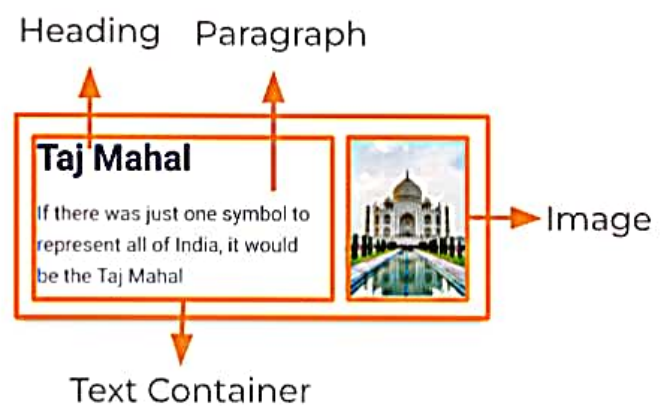 Heading Paragraph
Taj Mahal
If there was just one symbol to
represent all of India, it would
be the Taj Mahal
Image
Text Container